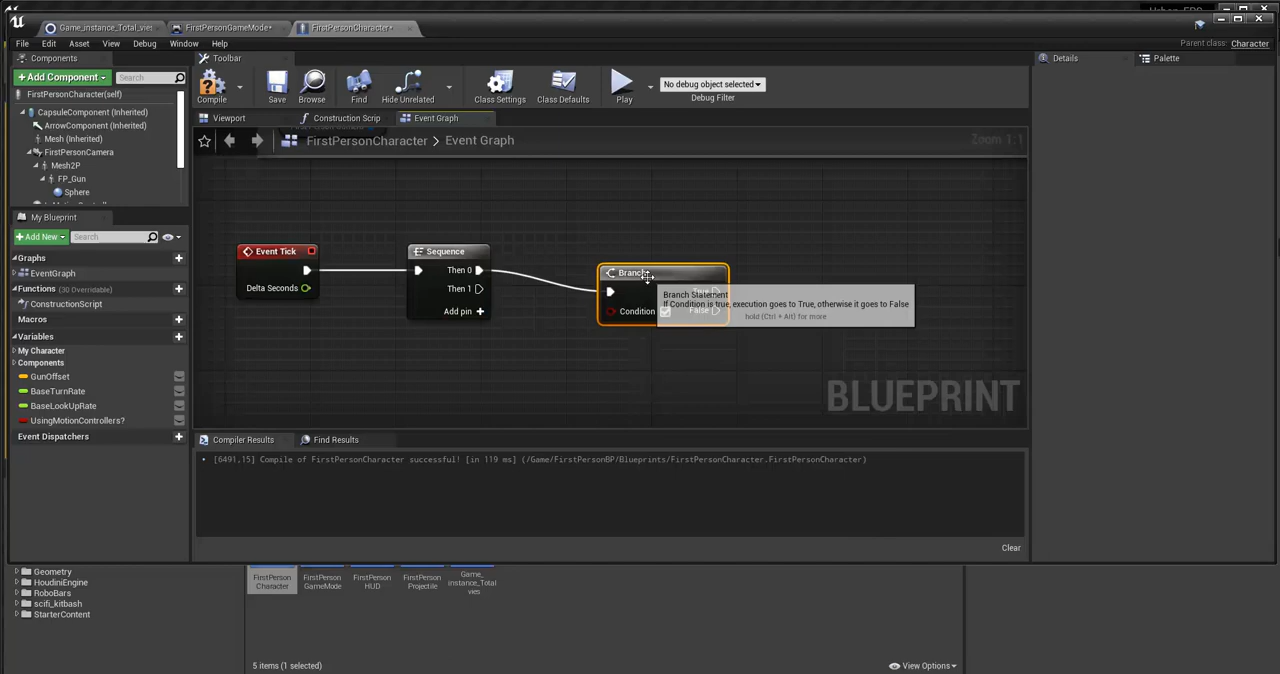 Game_instance_Total_vies
FirstPersonGameMode*
FirstPersonCharacter*
File Edit Asset View Debug Window Help
Parent class: Character
Components
Toolbar
Details
Palette
+ Add Component
Search
FirstPersonCharacter(self)
CapsuleComponent (Inherited)
ArrowComponent (Inherited)
Mesh (Inherited)
FirstPersonCamera
Mesh2P
FP_Gun
Sphere
Compile
Save
Browse
Find
Hide Unrelated
Class Settings
Class Defaults
Play
No debug object selected
Debug Filter
Viewport
Construction Scrip
Event Graph
FirstPersonCharacter > Event Graph
Zoom 1:1
My Blueprint
+ Add New
Search
Graphs
EventGraph
Functions (30 Overridable)
ConstructionScript
Macros
Variables
My Character
Components
GunOffset
BaseTurnRate
BaseLookUpRate
UsingMotionControllers?
Event Dispatchers
Event Tick
Delta Seconds
Sequence
Then 0
Then 1
Add pin +
Branch
Condition
False
Branch Statement
If Condition is true, execution goes to True, otherwise it goes to False
hold (Ctrl + Alt) for more
BLUEPRINT
Compiler Results
Find Results
[6491,15] Compile of FirstPersonCharacter successful! [in 119 ms] (/Game/FirstPersonBP/Blueprints/FirstPersonCharacter.FirstPersonCharacter)
Clear
Geometry
HoudiniEngine
RoboBars
scifi_kitbash
StarterContent
FirstPerson
Character
FirstPerson
GameMode
FirstPerson
HUD
FirstPerson
Projectile
Game_
instance_Total
vies
5 items (1 selected)
View Options